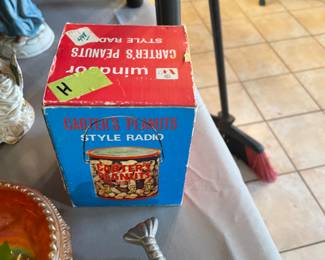 STYLE RADIO
CARTER'S PEANUTS
windsor
W
H
CARTER'S PEANUTS
STYLE RADIO
CARTER'S
PEANUTS